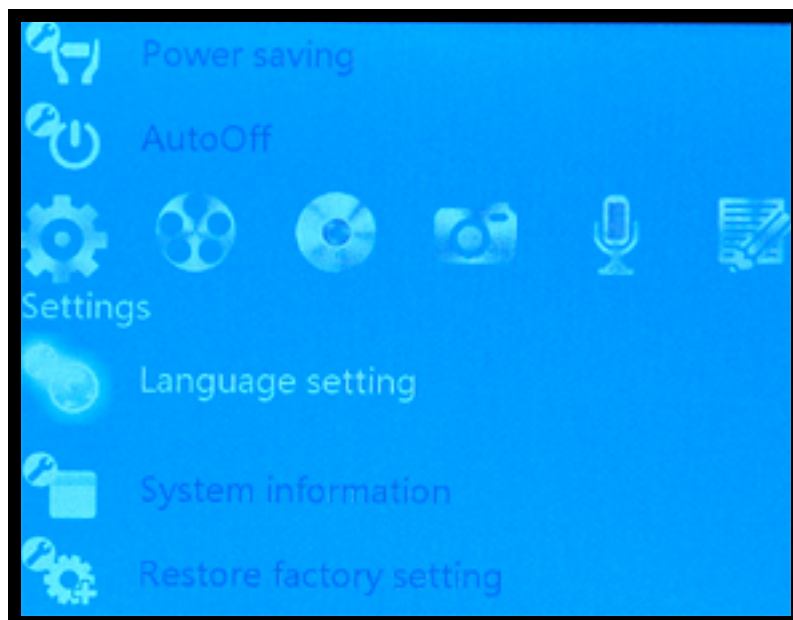 Power saving
AutoOff
Settings
Language setting
System information
Restore factory setting